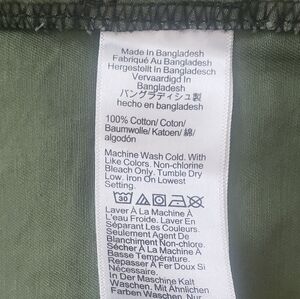 Made In Bangladesh
Fabriqué Au Bangladesh
Hergestellt In Bangladesch
Vervaardigd In
Bangladesh
バングラディシュ製
hecho en bangladesh
100% Cotton/ Coton/
Baumwolle/ Katoen/ 綿/
algodón
Machine Wash Cold. With
Like Colors. Non-chlorine
Bleach Only. Tumble Dry
Low. Iron On Lowest
Setting.
30
Laver À La Machine À
L'eau Froide. Laver En
Séparant Les Couleurs.
Seulement Agent De
Blanchiment Non-chlore.
Sécher À La Machine À
Basse Température.
Repasser À Fer Doux Si
Nécessaire.
In Der Maschine Kalt
Waschen. Mit Ähnlichen
Farben Waschen. Nur